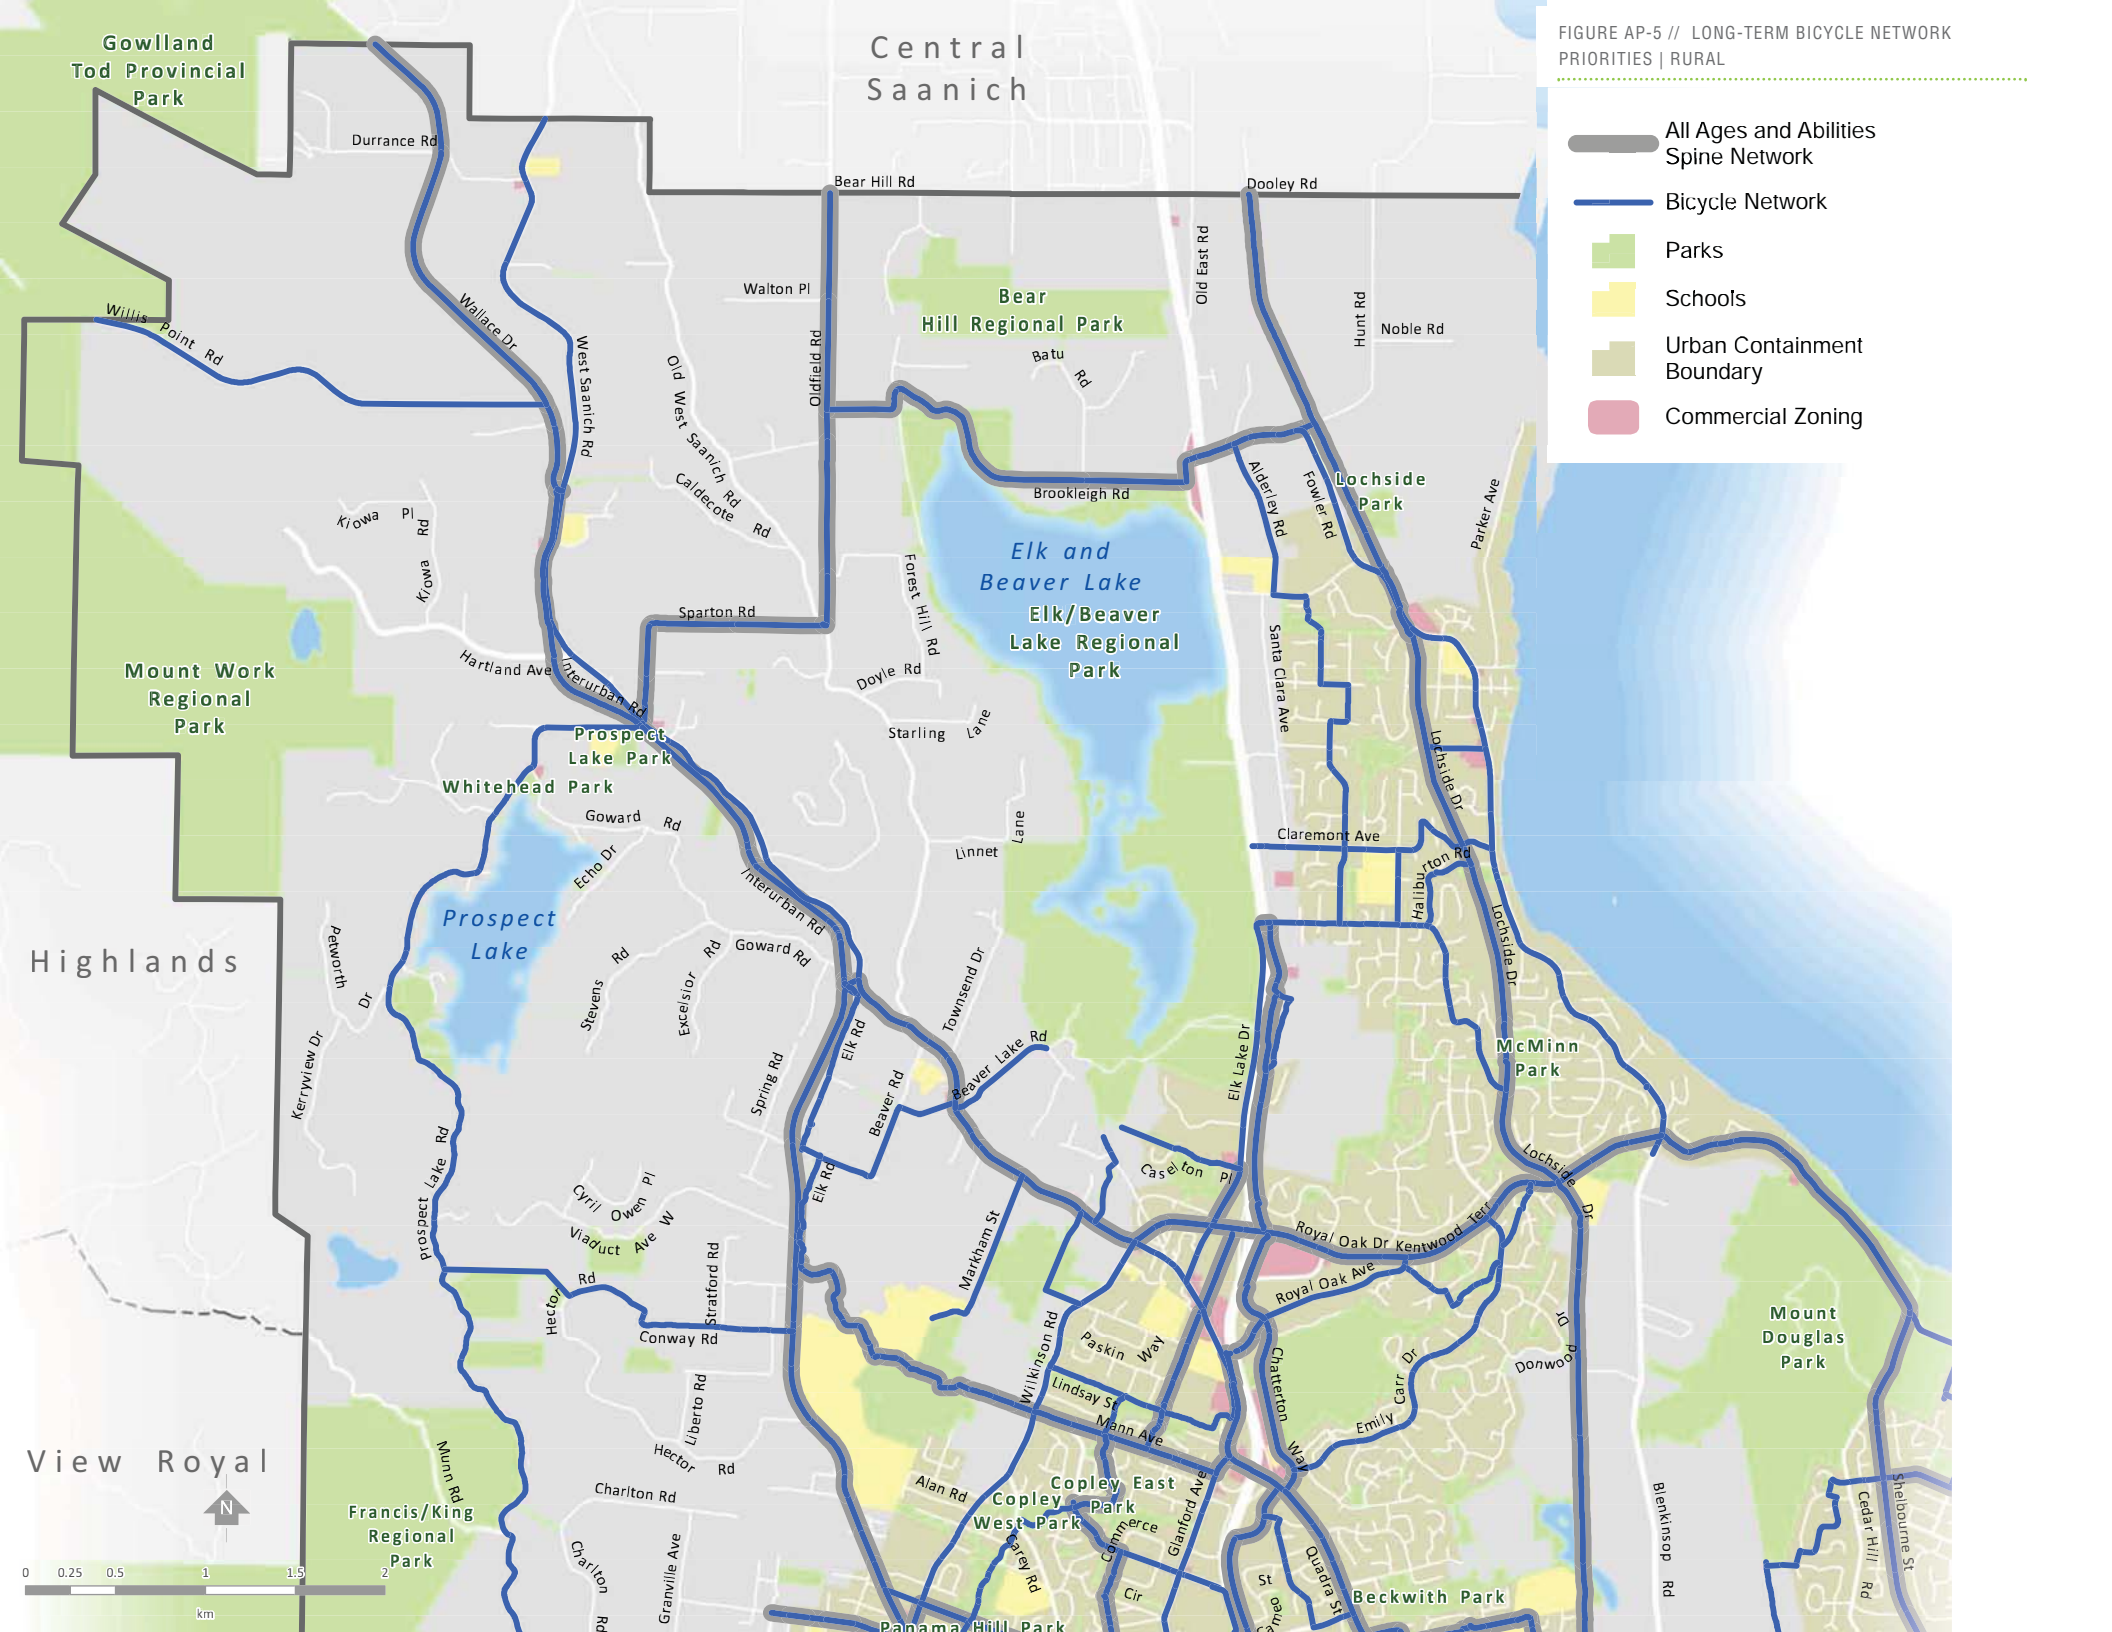 FIGURE AP-5 // LONG-TERM BICYCLE NETWORK
PRIORITIES | RURAL
All Ages and Abilities
Spine Network
Bicycle Network
Parks
Schools
Urban Containment
Boundary
Commercial Zoning
Gowlland
Tod Provincial
Park
Central
Saanich
Durrance Rd
Bear Hill Rd
Dooley Rd
Old East Rd
Walton Pl
Bear
Hill Regional Park
Hunt Rd
Noble Rd
Willis Point Rd
Wallace Dr
West Saanich Rd
Old West Saanich Rd
Oldfield Rd
Batu Rd
Caldecote Rd
Brookleigh Rd
Alderley Rd
Fowler Rd
Lochside
Park
Parker Ave
Kiowa Pl
Kiowa Rd
Elk and
Beaver Lake
Elk/Beaver
Lake Regional
Park
Forest Hill Rd
Sparton Rd
Hartland Ave
Interurban Rd
Doyle Rd
Santa Clara Ave
Mount Work
Regional
Park
Starling Lane
Prospect
Lake Park
Whitehead Park
Lochside Dr
Goward Rd
Echo Dr
Linnet Lane
Claremont Ave
Haliburton Rd
Interurban Rd
Prospect
Lake
Highlands
etworth Dr
Stevens Rd
Excelsior Rd
Goward Rd
Townsend Dr
Lochside Dr
Kerryview Dr
Elk Rd
Beaver Lake Rd
Elk Lake Dr
McMinn
Park
Spring Rd
Beaver Rd
Prospect Lake Rd
Cyril Owen Pl
Viaduct Ave W
Elk Rd
Caselton Pl
Lochside Dr
Markham St
Royal Oak Dr
Kentwood Terr
Royal Oak Ave
Hector Rd
Stratford Rd
Conway Rd
Wilkinson Rd
Paskin Way
Chatterton Way
Emily Carr Dr
Donwood Dr
Mount
Douglas
Park
Lindsay St
Mann Ave
Liberto Rd
Hector Rd
View Royal
N
Munn Rd
Francis/King
Regional
Park
Charlton Rd
Alan Rd
Copley East
Park
Copley
West Park
Commerce Cir
Glanford Ave
Carey Rd
Quadra St
Blenkinsop Rd
Cedar Hill Rd
Shelbourne St
Charlton Rd
Granville Ave
Beckwith Park
Panama Hill Park
0 0.25 0.5 1 1.5 2
km